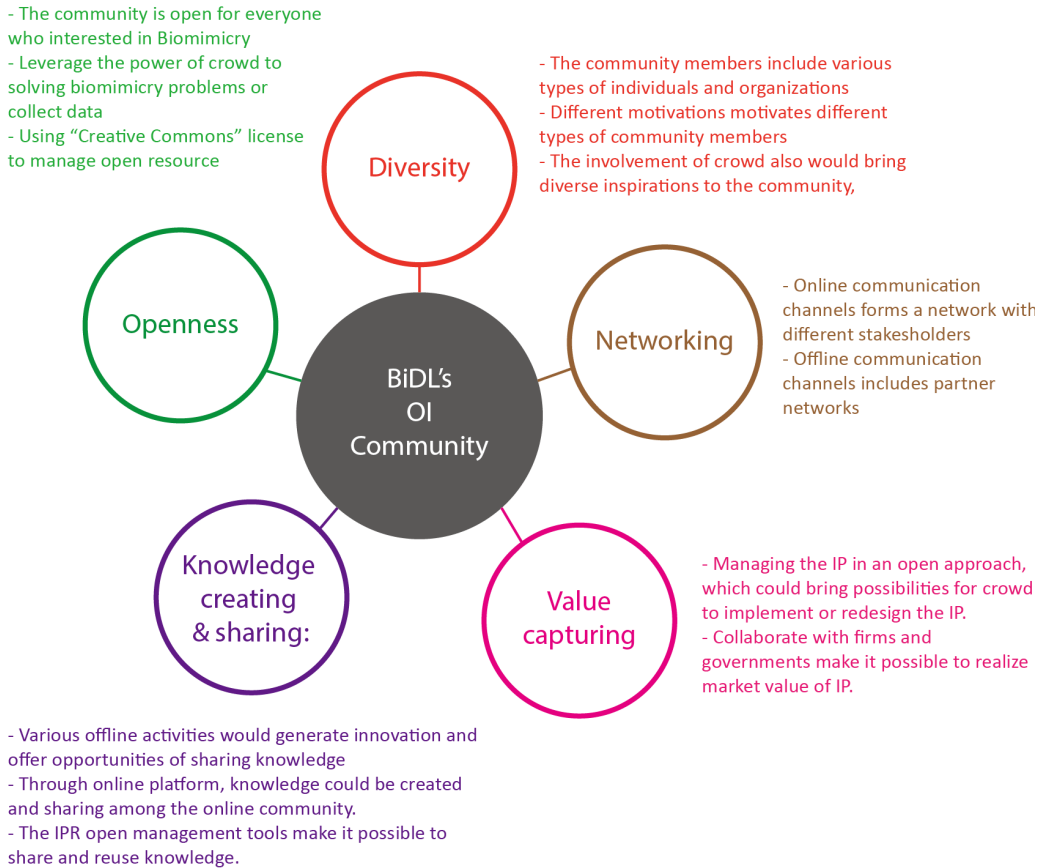 - The community is open for everyone
who interested in Biomimicry
- Leverage the power of crowd to
solving biomimicry problems or
collect data
- Using “Creative Commons” license
to manage open resource
Diversity
- The community members include various
types of individuals and organizations
- Different motivations motivates different
types of community members
- The involvement of crowd also would bring
diverse inspirations to the community,
Openness
Networking
- Online communication
channels forms a network with
different stakeholders
- Offline communication
channels includes partner
networks
BiDL’s
OI
Community
Knowledge
creating
& sharing:
Value
capturing
- Managing the IP in an open approach,
which could bring possibilities for crowd
to implement or redesign the IP.
- Collaborate with firms and
governments make it possible to realize
market value of IP.
- Various offline activities would generate innovation and
offer opportunities of sharing knowledge
- Through online platform, knowledge could be created
and sharing among the online community.
- The IPR open management tools make it possible to
share and reuse knowledge.